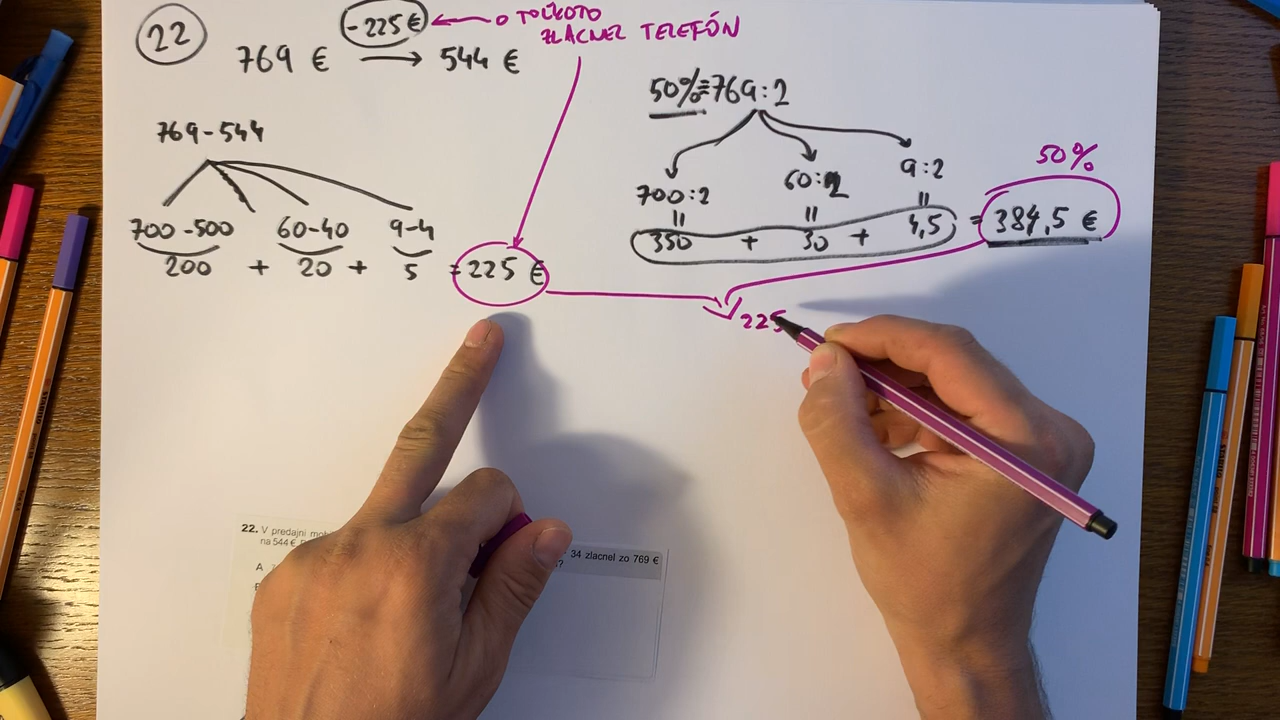 22
-225€ ← o TOĽKOTO
ZLACNEL TELEFÓN
769 € → 544 €
769-544
700-500 60-40 9-4
200 + 20 + 5 = 225 €
50% = 769:2
700:2 60:2 9:2
350 + 30 + 4,5 = 384,5 €
50%
225
22. V predajni
na 544 €
34 zlacnel zo 769 €
?
A